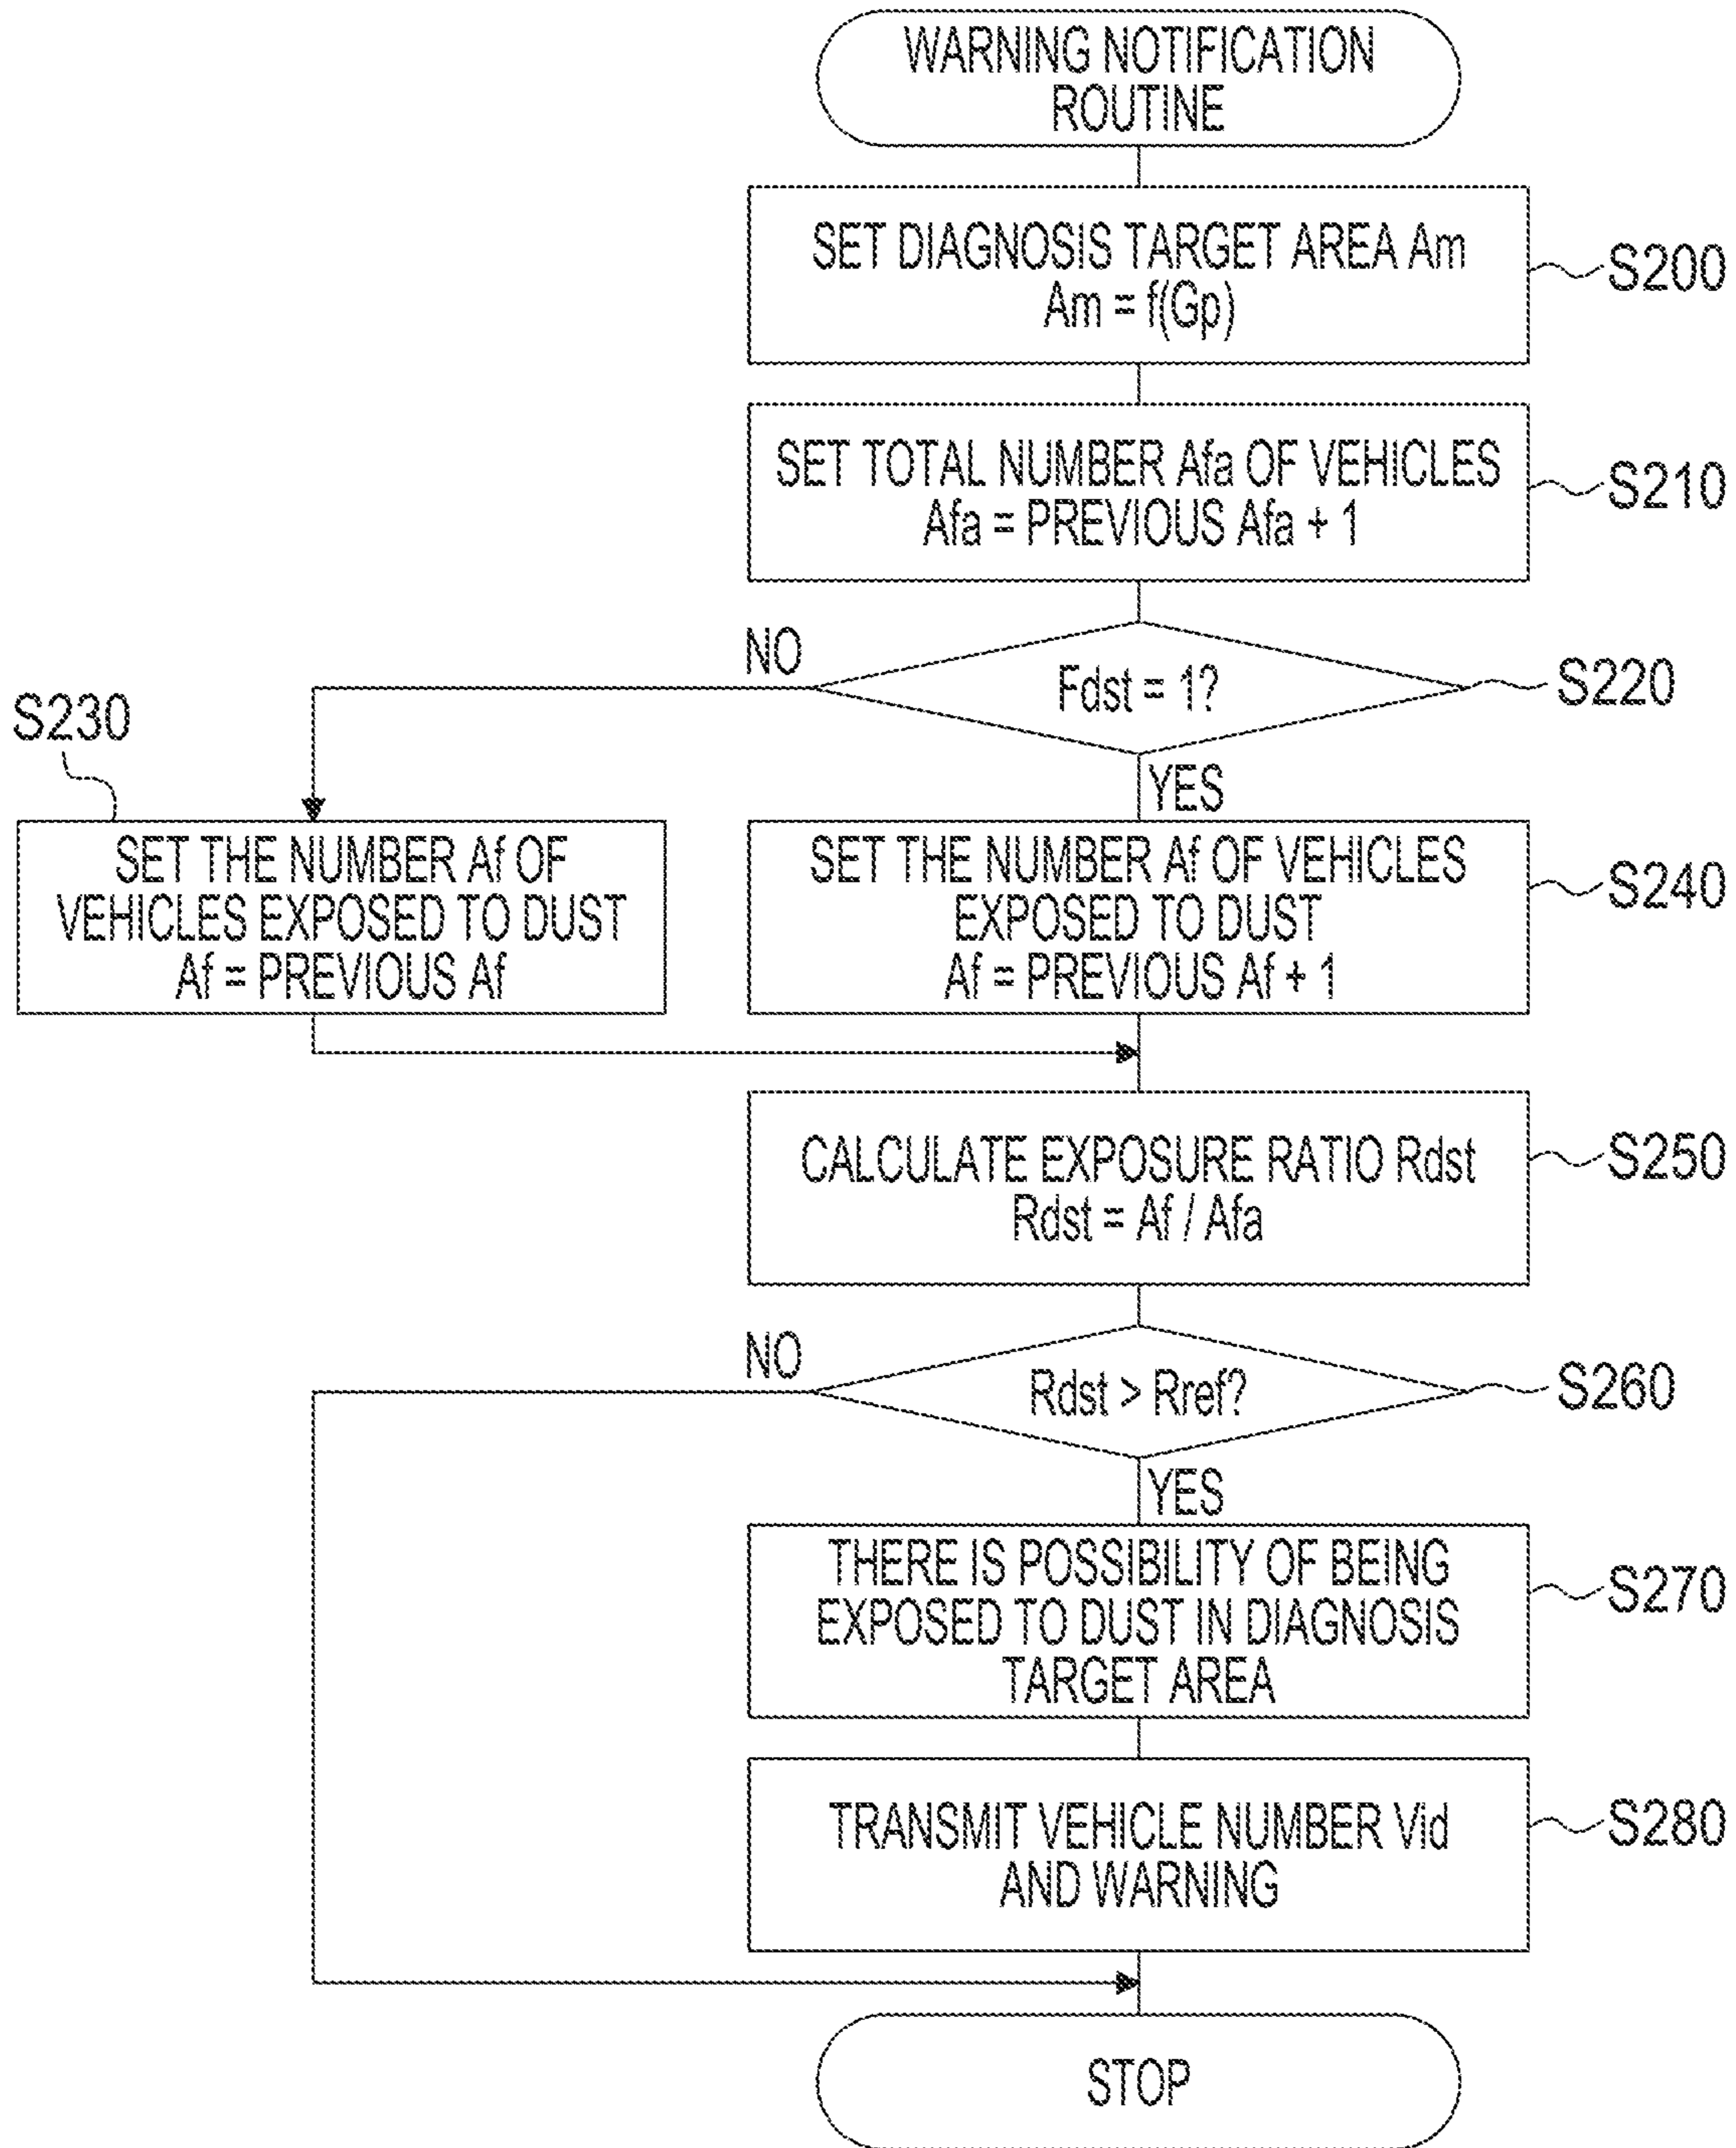 WARNING NOTIFICATION
ROUTINE
SET DIAGNOSIS TARGET AREA Am
Am = f(Gp)
S200
SET TOTAL NUMBER Afa OF VEHICLES
Afa = PREVIOUS Afa + 1
S210
NO
Fdst = 1?
S220
YES
S230
SET THE NUMBER Af OF
VEHICLES EXPOSED TO DUST
Af = PREVIOUS Af
SET THE NUMBER Af OF VEHICLES
EXPOSED TO DUST
Af = PREVIOUS Af + 1
S240
CALCULATE EXPOSURE RATIO Rdst
Rdst = Af / Afa
S250
NO
Rdst > Rref?
S260
YES
THERE IS POSSIBILITY OF BEING
EXPOSED TO DUST IN DIAGNOSIS
TARGET AREA
S270
TRANSMIT VEHICLE NUMBER Vid
AND WARNING
S280
STOP